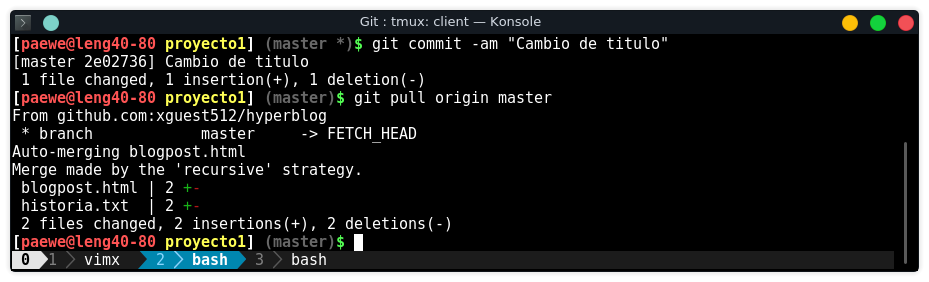 Git : tmux: client — Konsole
[paewe@leng40-80 proyecto1] (master *)$ git commit -am "Cambio de titulo"
[master 2e02736] Cambio de titulo
 1 file changed, 1 insertion(+), 1 deletion(-)
[paewe@leng40-80 proyecto1] (master)$ git pull origin master
From github.com:xguest512/hyperblog
 * branch            master     -> FETCH_HEAD
Auto-merging blogpost.html
Merge made by the 'recursive' strategy.
 blogpost.html | 2 +-
 historia.txt  | 2 +-
 2 files changed, 2 insertions(+), 2 deletions(-)
[paewe@leng40-80 proyecto1] (master)$
0 1 vimx 2 bash 3 bash